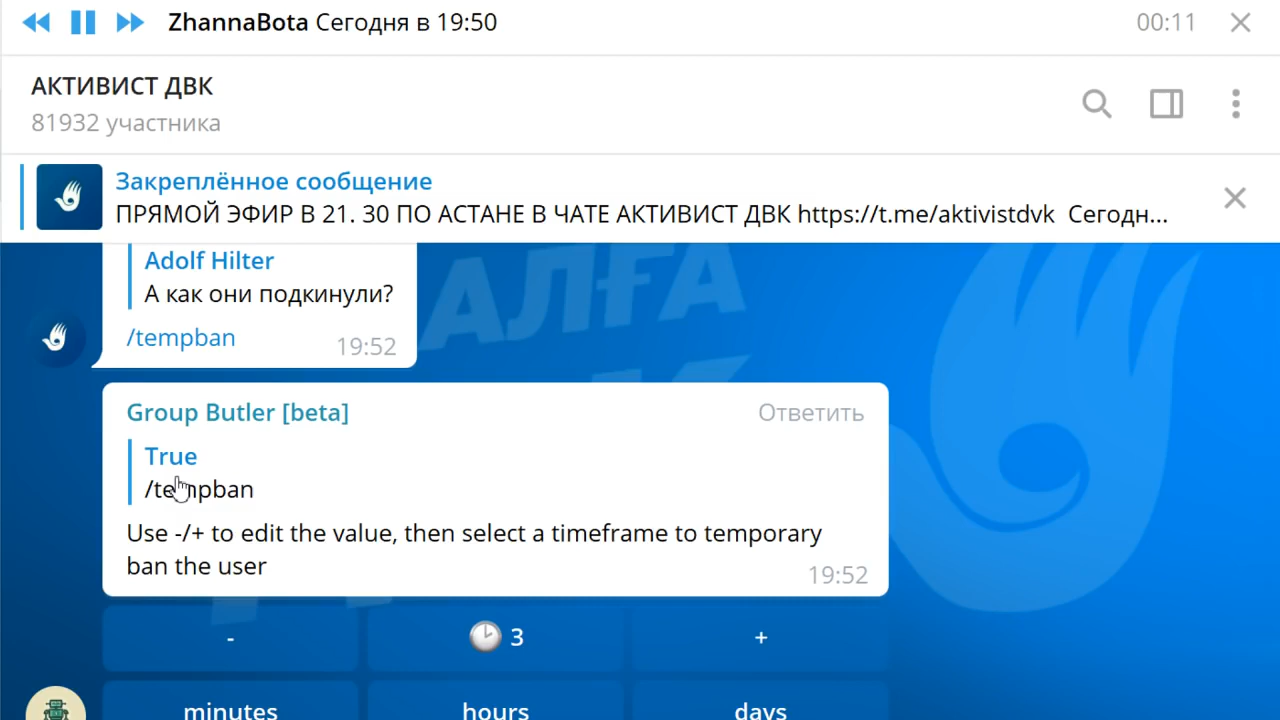 ZhannaBota Сегодня в 19:50
00:11
АКТИВИСТ ДВК
81932 участника
Закреплённое сообщение
ПРЯМОЙ ЭФИР В 21. 30 ПО АСТАНЕ В ЧАТЕ АКТИВИСТ ДВК https://t.me/aktivistdvk Сегодн...
АЛҒА
Adolf Hilter
А как они подкинули?
/tempban
19:52
Group Butler [beta]
Ответить
True
/tempban
Use -/+ to edit the value, then select a timeframe to temporary
ban the user
19:52
- 🕑 3 +
minutes hours days